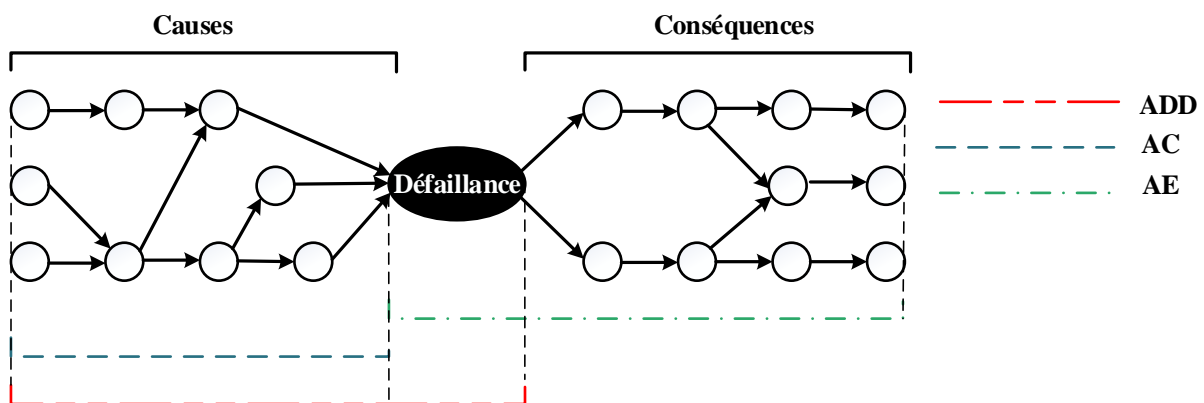 Causes
Conséquences
ADD
AC
AE
Défaillance